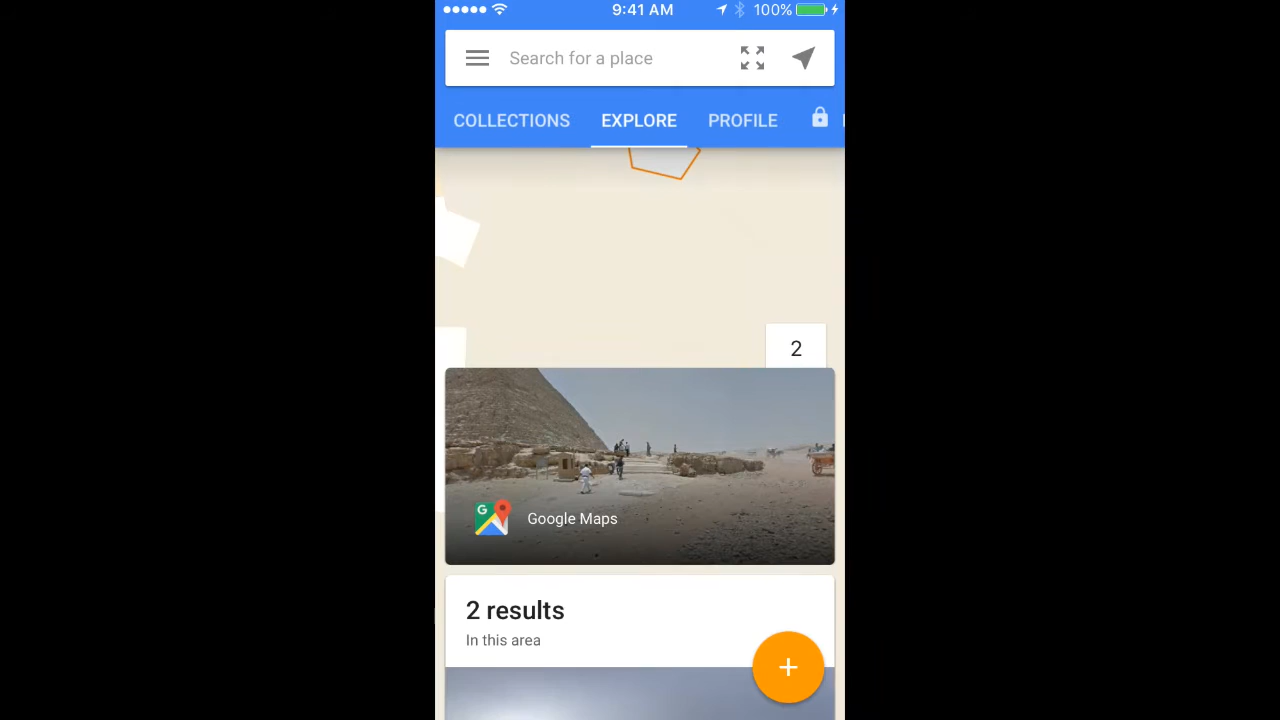 9:41 AM
100%
Search for a place
COLLECTIONS
EXPLORE
PROFILE
2
G
Google Maps
2 results
In this area
+